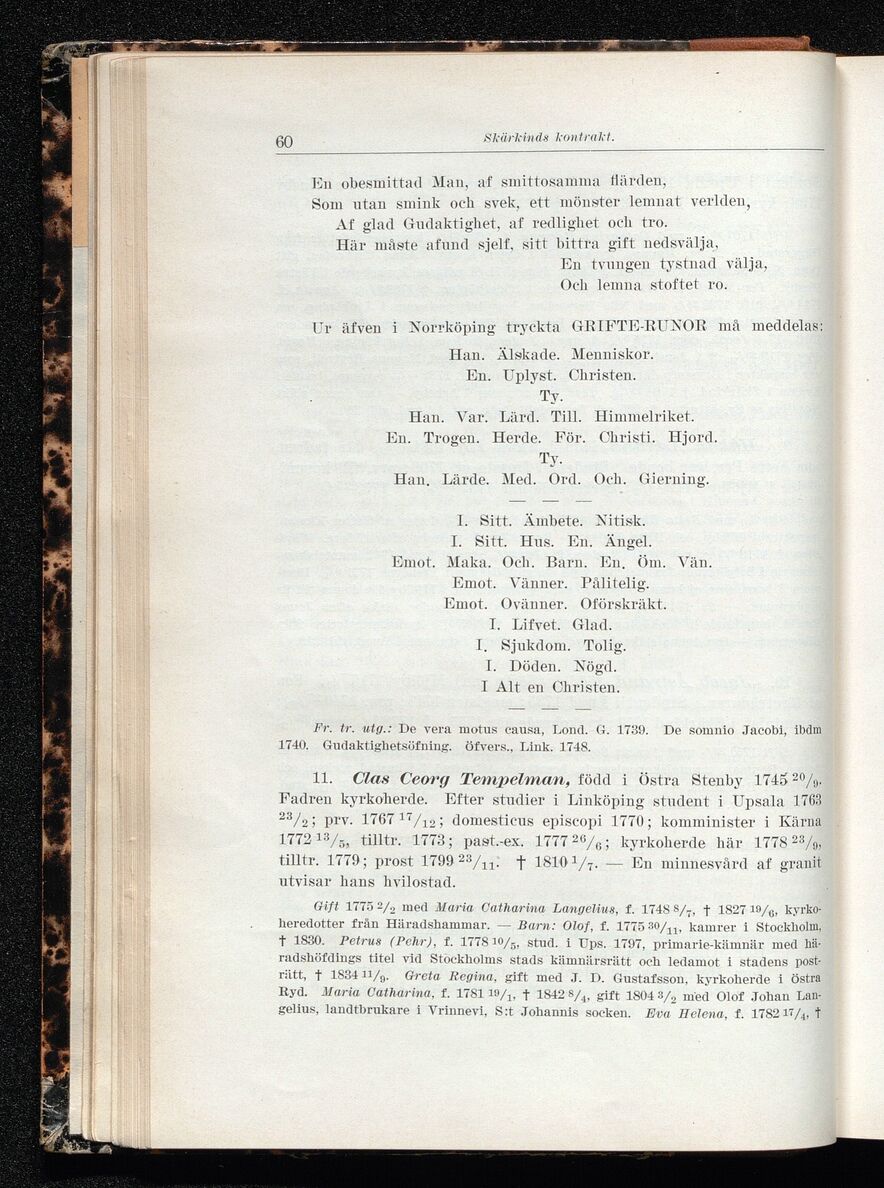 60
Skärkinds kontrakt.
En obesmittad Man, af smittosamma flärden,
Som utan smink och svek, ett mönster lemnat verlden,
Af glad Gudaktighet, af redlighet och tro.
Här måste afund sjelf, sitt bittra gift nedsvälja,
En tvungen tystnad välja,
Och lemna stoftet ro.
Ur äfven i Norrköping tryckta GRIFTE-RUNOR må meddelas:
Han. Älskade. Menniskor.
En. Uplyst. Christen.
Ty.
Han. Var. Lärd. Till. Himmelriket.
En. Trogen. Herde. För. Christi. Hjord.
Ty.
Han. Lärde. Med. Ord. Och. Gierning.
— — —
I. Sitt. Ämbete. Nitisk.
I. Sitt. Hus. En. Ängel.
Emot. Maka. Och. Barn. En. Öm. Vän.
Emot. Vänner. Pålitelig.
Emot. Ovänner. Oförskräkt.
I. Lifvet. Glad.
I. Sjukdom. Tolig.
I. Döden. Nögd.
I Alt en Christen.
— — —
Fr. tr. utg.: De vera motus causa, Lond. G. 1739. De somnio Jacobi, ibdm
1740. Gudaktighetsöfning. öfvers., Link. 1748.
11. Clas Ceorg Tempelman, född i Östra Stenby 1745 20/9.
Fadren kyrkoherde. Efter studier i Linköping student i Upsala 1763
23/2; prv. 1767 17/12; domesticus episcopi 1770; komminister i Kärna
1772 13/5, tilltr. 1773; past.-ex. 1777 26/6; kyrkoherde här 1778 23/9,
tilltr. 1779; prost 1799 23/11. † 1810 1/7. — En minnesvård af granit
utvisar hans hvilostad.
Gift 1775 2/2 med Maria Catharina Langelius, f. 1748 8/7, † 1827 19/6, kyrko-
heredotter från Häradshammar. — Barn: Olof, f. 1775 30/11, kamrer i Stockholm,
† 1830. Petrus (Pehr), f. 1778 10/5, stud. i Ups. 1797, primarie-kämnär med hä-
radshöfdings titel vid Stockholms stads kämnärsrätt och ledamot i stadens post-
rätt, † 1834 11/9. Greta Regina, gift med J. D. Gustafsson, kyrkoherde i Östra
Ryd. Maria Catharina, f. 1781 19/1, † 1842 8/4, gift 1804 3/2 med Olof Johan Lan-
gelius, landtbrukare i Vrinnevi, S:t Johannis socken. Eva Helena, f. 1782 17/4, †